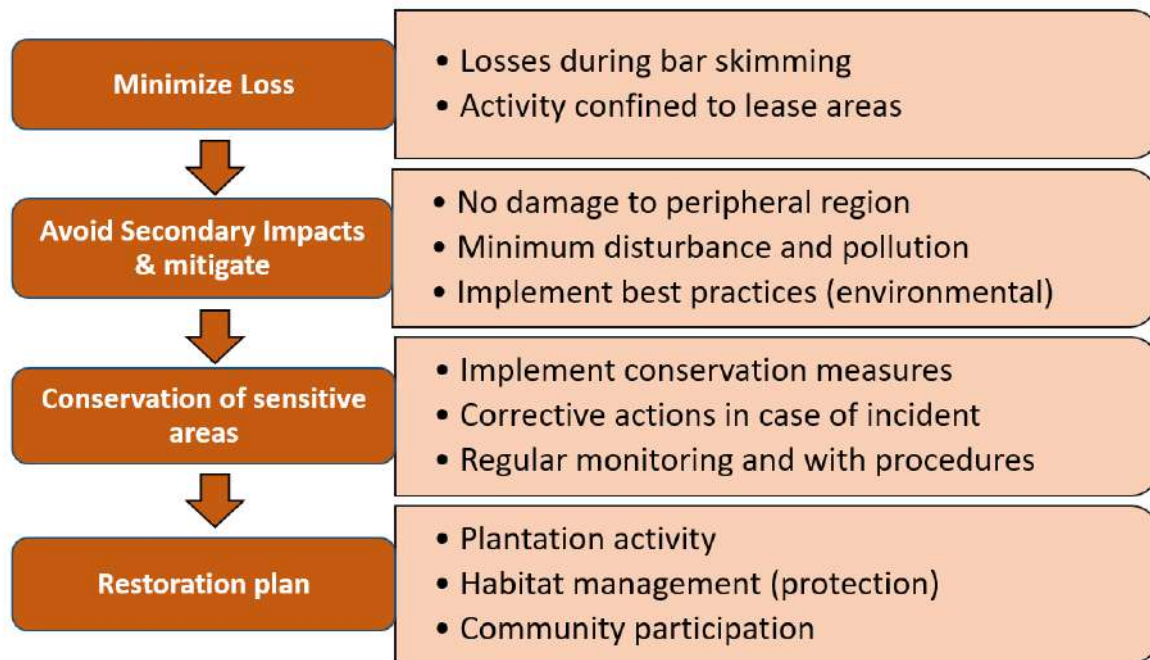 Minimize Loss
• Losses during bar skimming
• Activity confined to lease areas
Avoid Secondary Impacts
& mitigate
• No damage to peripheral region
• Minimum disturbance and pollution
• Implement best practices (environmental)
Conservation of sensitive
areas
• Implement conservation measures
• Corrective actions in case of incident
• Regular monitoring and with procedures
Restoration plan
• Plantation activity
• Habitat management (protection)
• Community participation